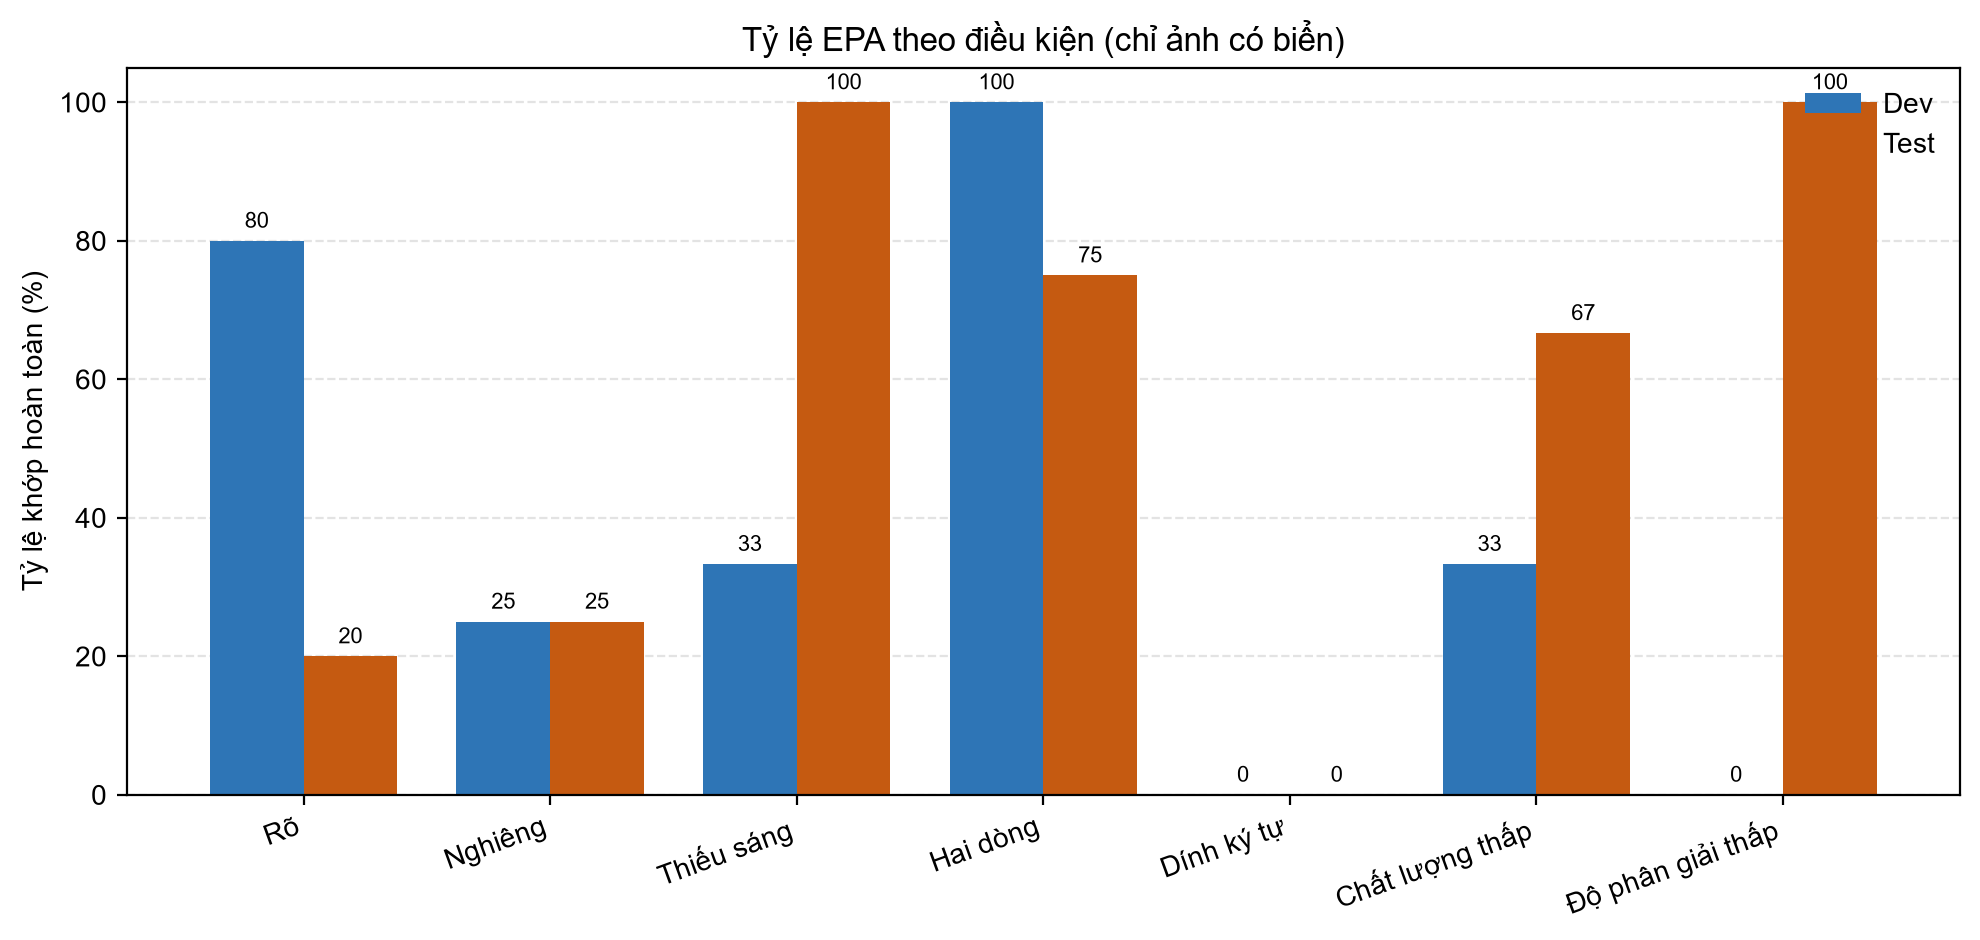 Tỷ lệ EPA theo điều kiện (chỉ ảnh có biển)
Tỷ lệ khớp hoàn toàn (%)
100
80
60
40
20
0
80
20
25
25
33
100
100
75
0
0
33
67
0
100
Dev
Test
Rõ
Nghiêng
Thiếu sáng
Hai dòng
Dính ký tự
Chất lượng thấp
Độ phân giải thấp